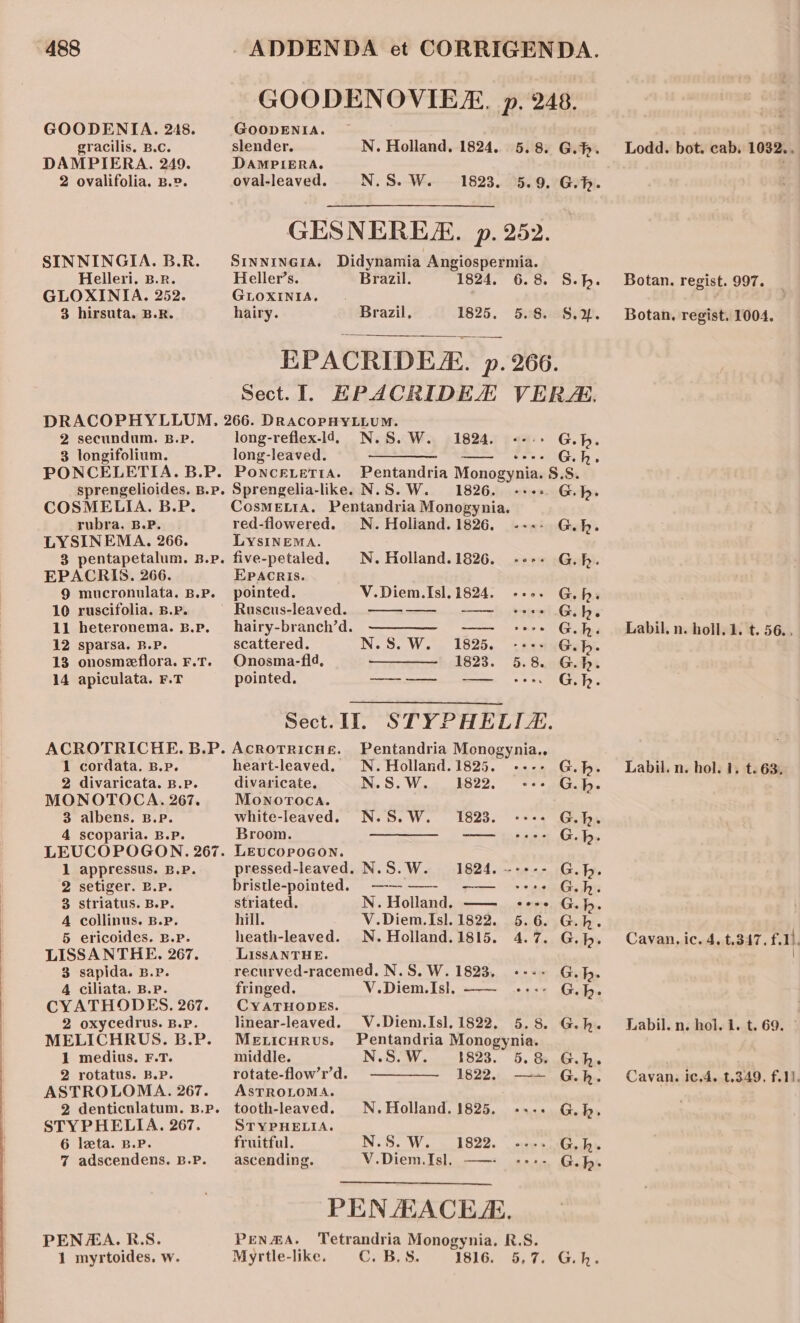 488 ADDENDA et CORRIGENDA.
GOODENOVIEÆ. p. 248.
GOODENIA. 248. GOODENIA.
gracilis. B.C. slender. N. Holland. 1824. 5.8. G.♄. Lodd. bot. cab. 1032..
DAMPIERA. 249. DAMPIERA.
2 ovalifolia. B.P. oval-leaved. N. S. W. 1823. 5.9. G.♄.
GESNEREÆ. p. 252.
SINNINGIA. B.R. SINNINGIA. Didynamia Angiospermia.
Helleri. B.R. Heller's. Brazil. 1824. 6.8. S.♄. Botan. regist. 997.
GLOXINIA. 252. GLOXINIA.
3 hirsuta. B.R. hairy. Brazil. 1825. 5.8. S.♃. Botan. regist. 1004.
EPACRIDEÆ. p. 266.
Sect. I. EPACRIDEÆ VERÆ.
DRACOPHYLLUM. 266. DRACOPHYLLUM.
2 secundum. B.P. long-reflex-ld. N. S. W. 1824. ---- G.♄.
3 longifolium. long-leaved. ——— —— ---- G.♄.
PONCELETIA. B.P. PONCELETIA. Pentandria Monogynia. S.S.
sprengelioides. B.P. Sprengelia-like. N. S. W. 1826. ---- G.♄.
COSMELIA. B.P. COSMELIA. Pentandria Monogynia.
rubra. B.P. red-flowered. N. Holland. 1826. ---- G.♄.
LYSINEMA. 266. LYSINEMA.
3 pentapetalum. B.P. five-petaled. N. Holland. 1826. ---- G.♄.
EPACRIS. 266. EPACRIS.
9 mucronulata. B.P. pointed. V.Diem.Isl. 1824. ---- G.♄.
10 ruscifolia. B.P. Ruscus-leaved. ——— —— ---- G.♄.
11 heteronema. B.P. hairy-branch'd. ——— —— ---- G.♄. Labil. n. holl. 1. t. 56..
12 sparsa. B.P. scattered. N. S. W. 1825. ---- G.♄.
13 onosmæflora. F.T. Onosma-fld. ——— 1823. 5.8. G.♄.
14 apiculata. F.T pointed. ——— —— ---- G.♄.
Sect. II. STYPHELIÆ.
ACROTRICHE. B.P. ACROTRICHE. Pentandria Monogynia..
1 cordata. B.P. heart-leaved. N. Holland. 1825. ---- G.♄. Labil. n. hol. 1. t. 63.
2 divaricata. B.P. divaricate. N.S.W. 1822. --- G.♄.
MONOTOCA. 267. MONOTOCA.
3 albens. B.P. white-leaved. N. S. W. 1823. ---- G.♄.
4 scoparia. B.P. Broom. ——— —— ---- G.♄.
LEUCOPOGON. 267. LEUCOPOGON.
1 appressus. B.P. pressed-leaved. N. S. W. 1824. ----- G.♄.
2 setiger. B.P. bristle-pointed. ——— —— ---- G.♄.
3 striatus. B.P. striated. N. Holland. —— ---- G.♄.
4 collinus. B.P. hill. V.Diem.Isl. 1822. 5.6. G.♄.
5 ericoides. B.P. heath-leaved. N. Holland. 1815. 4.7. G.♄. Cavan. ic. 4. t.347. f.1.
LISSANTHE. 267. LISSANTHE.
3 sapida. B.P. recurved-racemed. N. S. W. 1823. ---- G.♄.
4 ciliata. B.P. fringed. V.Diem.Isl. —— ---- G.♄.
CYATHODES. 267. CYATHODES.
2 oxycedrus. B.P. linear-leaved. V.Diem.Isl. 1822. 5.8. G.♄. Labil. n. hol. 1. t. 69.
MELICHRUS. B.P. MELICHRUS. Pentandria Monogynia.
1 medius. F.T. middle. N.S.W. 1823. 5.8. G.♄.
2 rotatus. B.P. rotate-flow'r'd. ——— 1822. —— G.♄. Cavan. ic.4. t.349. f.1.
ASTROLOMA. 267. ASTROLOMA.
2 denticulatum. B.P. tooth-leaved. N. Holland. 1825. ---- G.♄.
STYPHELIA. 267. STYPHELIA.
6 læta. B.P. fruitful. N. S. W. 1822. ---- G.♄.
7 adscendens. B.P. ascending. V.Diem.Isl. —— ---- G.♄.
PENÆACEÆ.
PENÆA. R.S. PENÆA. Tetrandria Monogynia. R.S.
1 myrtoides. W. Myrtle-like. C. B. S. 1816. 5,7. G.♄.